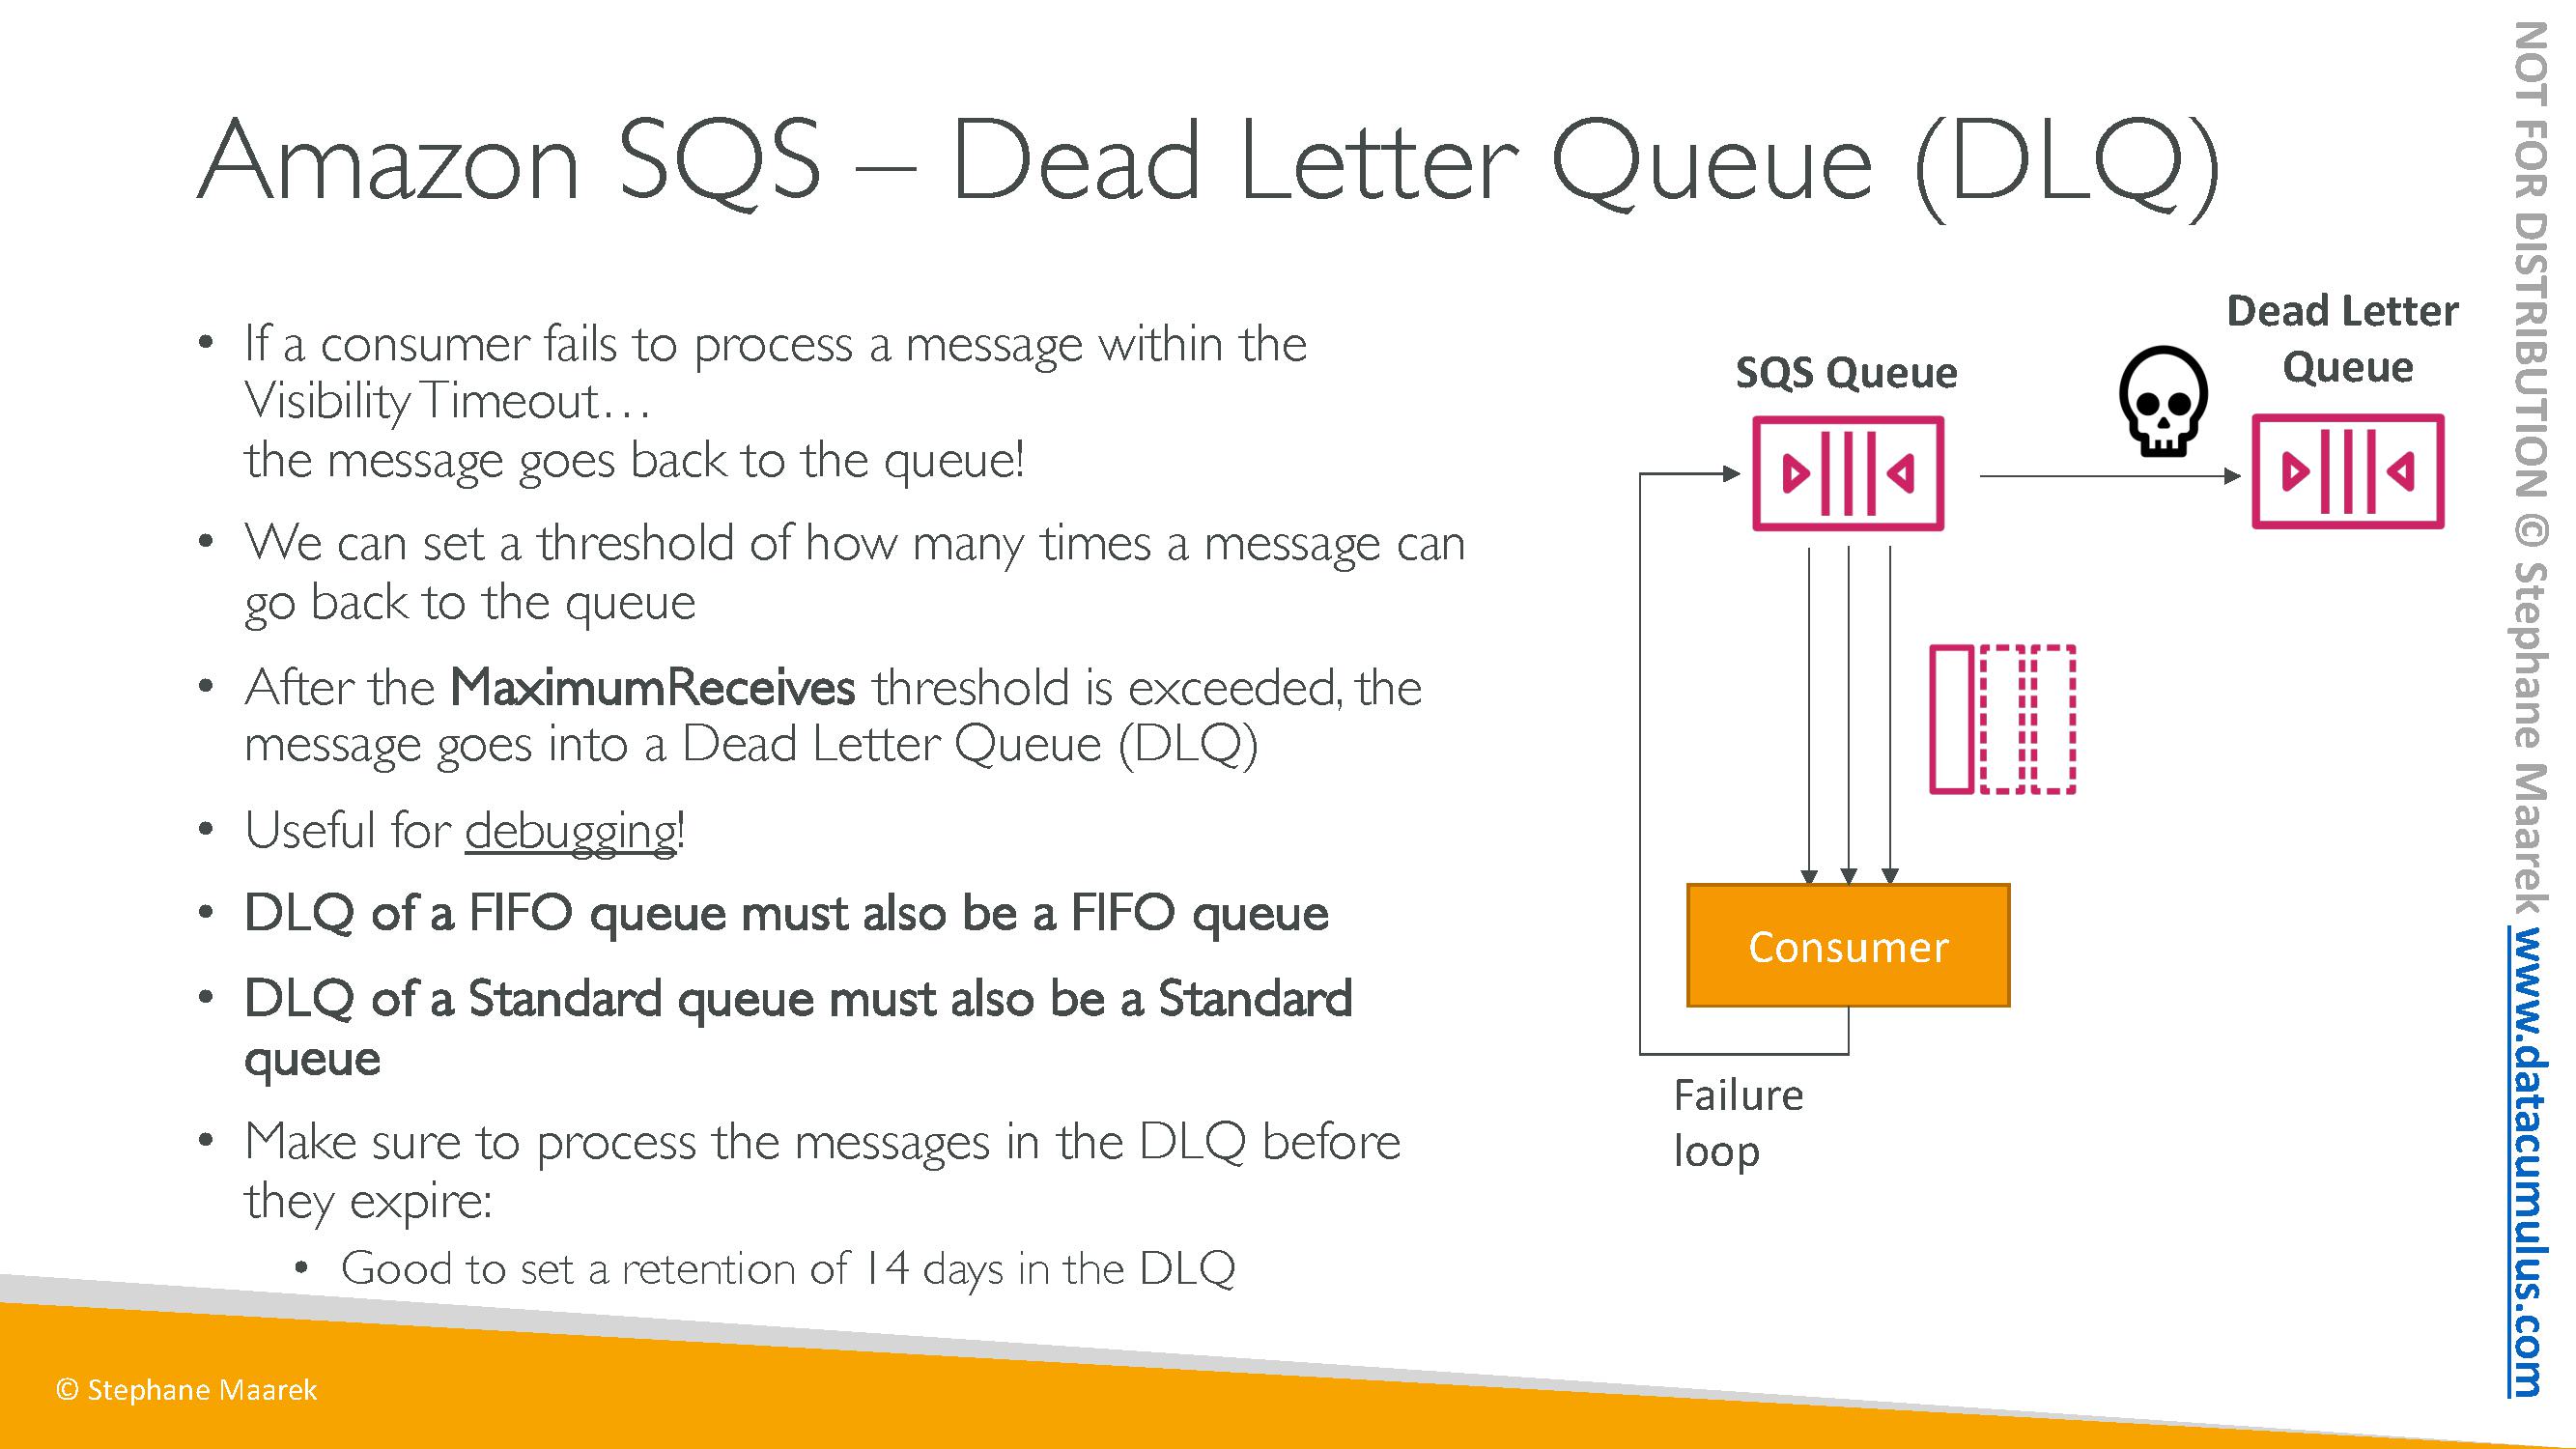 Amazon SQS – Dead Letter Queue (DLQ)
• If a consumer fails to process a message within the
Visibility Timeout…
the message goes back to the queue!
• We can set a threshold of how many times a message can
go back to the queue
• After the MaximumReceives threshold is exceeded, the
message goes into a Dead Letter Queue (DLQ)
• Useful for debugging!
• DLQ of a FIFO queue must also be a FIFO queue
• DLQ of a Standard queue must also be a Standard
queue
• Make sure to process the messages in the DLQ before
they expire:
• Good to set a retention of 14 days in the DLQ
SQS Queue
Dead Letter
Queue
Consumer
Failure
loop
© Stephane Maarek
NOT FOR DISTRIBUTION © Stephane Maarek www.datacumulus.com